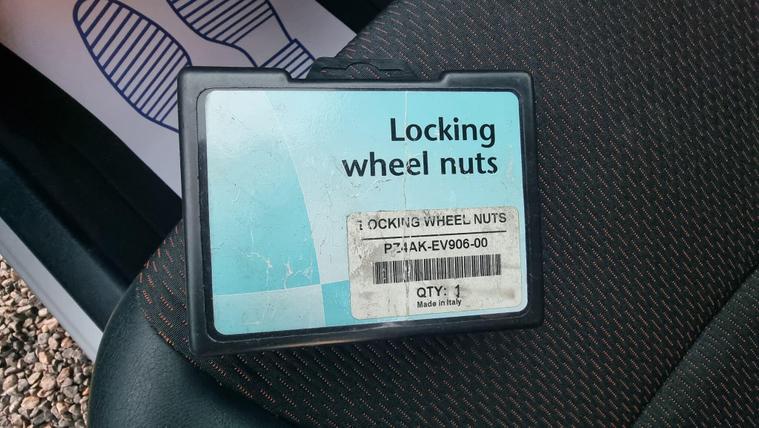 Locking
wheel nuts
LOCKING WHEEL NUTS
PZ4AK-EV906-00
QTY: 1
Made in Italy